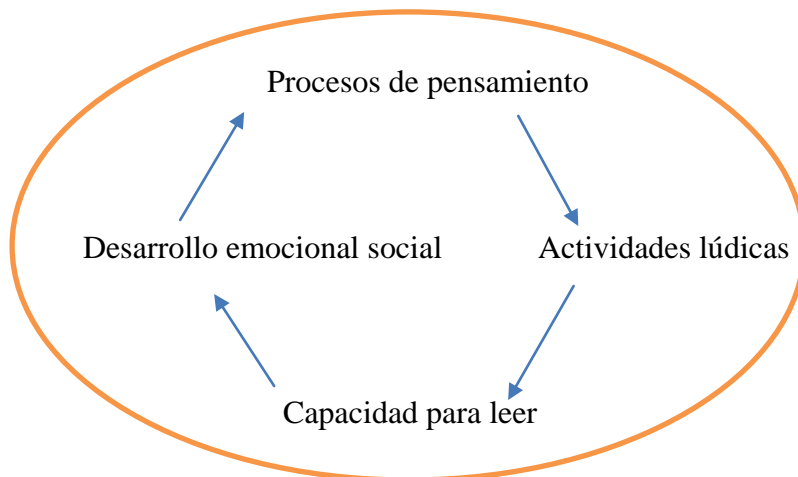 Procesos de pensamiento
Desarrollo emocional social
Actividades lúdicas
Capacidad para leer